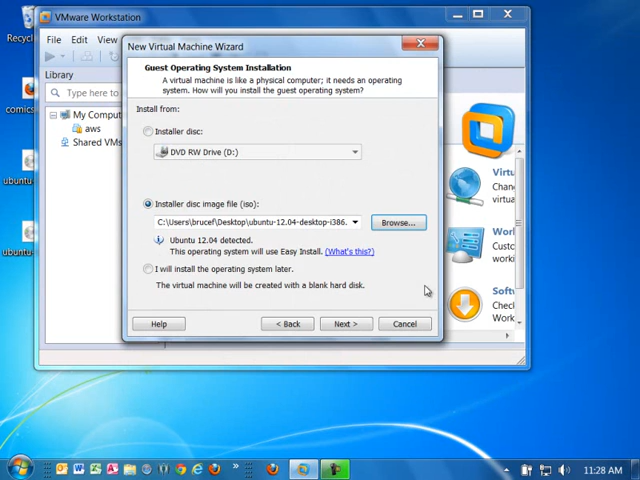 VMware Workstation
File Edit View
Library
Type here to
My Compu
aws
Shared VMs
New Virtual Machine Wizard
Guest Operating System Installation
A virtual machine is like a physical computer; it needs an operating
system. How will you install the guest operating system?
Install from:
Installer disc:
DVD RW Drive (D:)
Installer disc image file (iso):
C:\Users\brucef\Desktop\ubuntu-12.04-desktop-i386.
Browse...
Ubuntu 12.04 detected.
This operating system will use Easy Install. (What's this?)
I will install the operating system later.
The virtual machine will be created with a blank hard disk.
Help
< Back
Next >
Cancel
Virtu
Chan
virtua
Work
Custo
Worki
Softv
Check
Works
Recycl
comics
ubuntu
ubuntu
11:28 AM